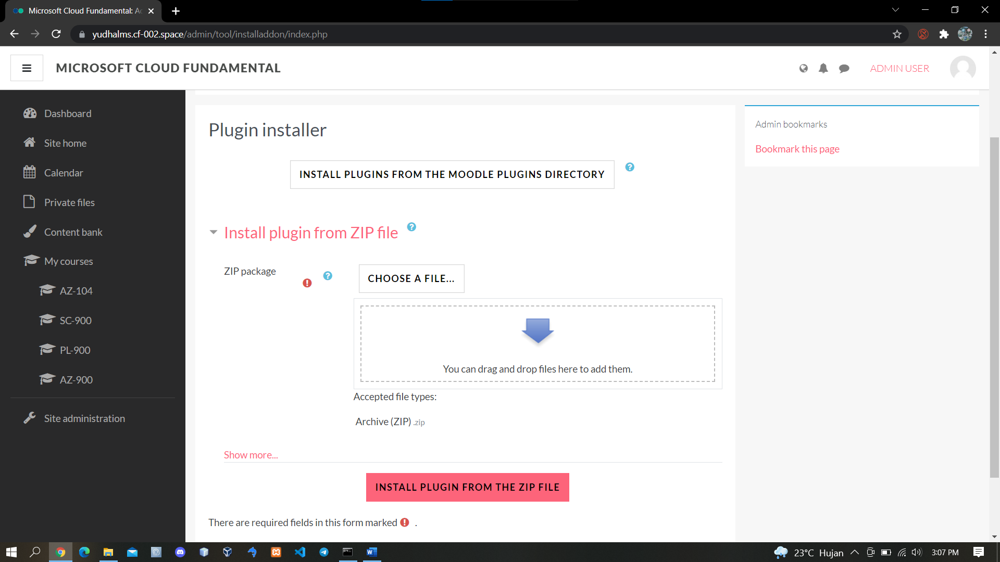 Microsoft Cloud Fundamental: Ad
yudhalms.cf-002.space/admin/tool/installaddon/index.php
MICROSOFT CLOUD FUNDAMENTAL
ADMIN USER
Dashboard
Site home
Calendar
Private files
Content bank
My courses
AZ-104
SC-900
PL-900
AZ-900
Site administration
Plugin installer
INSTALL PLUGINS FROM THE MOODLE PLUGINS DIRECTORY
Install plugin from ZIP file
ZIP package
CHOOSE A FILE...
You can drag and drop files here to add them.
Accepted file types:
Archive (ZIP) .zip
Show more...
INSTALL PLUGIN FROM THE ZIP FILE
There are required fields in this form marked .
Admin bookmarks
Bookmark this page
23°C Hujan
3:07 PM